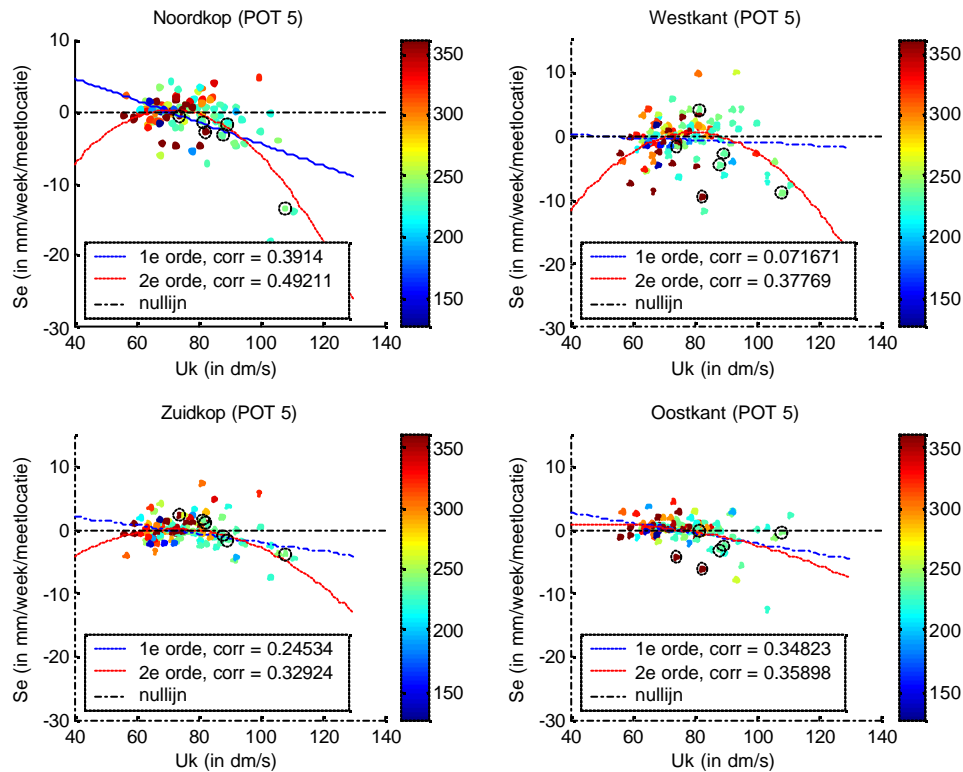 Noordkop (POT 5)
Se (in mm/week/meetlocatie)
10
0
-10
-20
-30
1e orde, corr = 0.3914
2e orde, corr = 0.49211
nullijn
40 60 80 100 120 140
Uk (in dm/s)
350
300
250
200
150
Westkant (POT 5)
Se (in mm/week/meetlocatie)
10
0
-10
-20
-30
1e orde, corr = 0.071671
2e orde, corr = 0.37769
nullijn
40 60 80 100 120 140
Uk (in dm/s)
350
300
250
200
150
Zuidkop (POT 5)
Se (in mm/week/meetlocatie)
10
0
-10
-20
-30
1e orde, corr = 0.24534
2e orde, corr = 0.32924
nullijn
40 60 80 100 120 140
Uk (in dm/s)
350
300
250
200
150
Oostkant (POT 5)
Se (in mm/week/meetlocatie)
10
0
-10
-20
-30
1e orde, corr = 0.34823
2e orde, corr = 0.35898
nullijn
40 60 80 100 120 140
Uk (in dm/s)
350
300
250
200
150